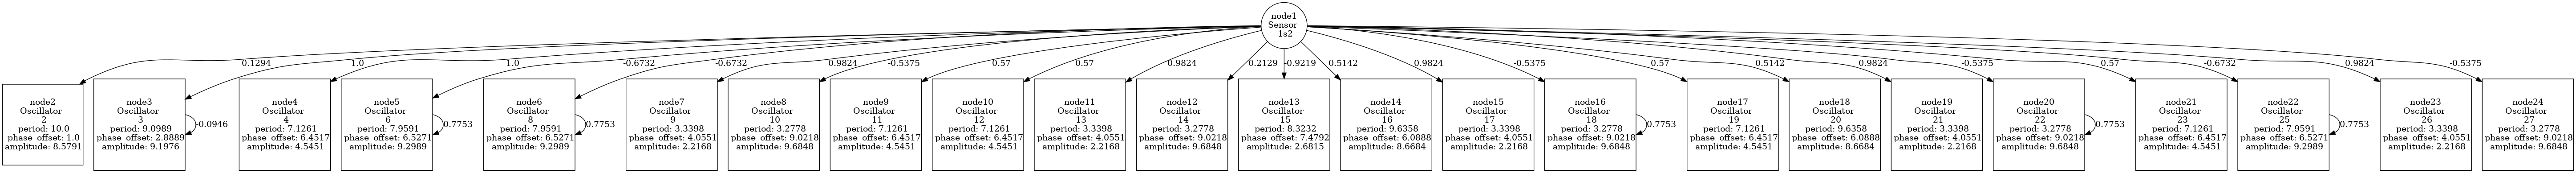 node1
Sensor
1s2
0.1294
1.0
1.0
-0.6732
-0.6732
0.9824
-0.5375
0.57
0.57
0.9824
0.2129
-0.9219
0.5142
0.9824
-0.5375
0.57
0.5142
0.9824
-0.5375
0.57
-0.6732
0.9824
-0.5375
node2
Oscillator
2
period: 10.0
phase_offset: 1.0
amplitude: 8.5791
node3
Oscillator
3
period: 9.0989
phase_offset: 2.8889
amplitude: 9.1976
-0.0946
node4
Oscillator
4
period: 7.1261
phase_offset: 6.4517
amplitude: 4.5451
node5
Oscillator
6
period: 7.9591
phase_offset: 6.5271
amplitude: 9.2989
0.7753
node6
Oscillator
8
period: 7.9591
phase_offset: 6.5271
amplitude: 9.2989
0.7753
node7
Oscillator
9
period: 3.3398
phase_offset: 4.0551
amplitude: 2.2168
node8
Oscillator
10
period: 3.2778
phase_offset: 9.0218
amplitude: 9.6848
node9
Oscillator
11
period: 7.1261
phase_offset: 6.4517
amplitude: 4.5451
node10
Oscillator
12
period: 7.1261
phase_offset: 6.4517
amplitude: 4.5451
node11
Oscillator
13
period: 3.3398
phase_offset: 4.0551
amplitude: 2.2168
node12
Oscillator
14
period: 3.2778
phase_offset: 9.0218
amplitude: 9.6848
node13
Oscillator
15
period: 8.3232
phase_offset: 7.4792
amplitude: 2.6815
node14
Oscillator
16
period: 9.6358
phase_offset: 6.0888
amplitude: 8.6684
node15
Oscillator
17
period: 3.3398
phase_offset: 4.0551
amplitude: 2.2168
node16
Oscillator
18
period: 3.2778
phase_offset: 9.0218
amplitude: 9.6848
0.7753
node17
Oscillator
19
period: 7.1261
phase_offset: 6.4517
amplitude: 4.5451
node18
Oscillator
20
period: 9.6358
phase_offset: 6.0888
amplitude: 8.6684
node19
Oscillator
21
period: 3.3398
phase_offset: 4.0551
amplitude: 2.2168
node20
Oscillator
22
period: 3.2778
phase_offset: 9.0218
amplitude: 9.6848
0.7753
node21
Oscillator
23
period: 7.1261
phase_offset: 6.4517
amplitude: 4.5451
node22
Oscillator
25
period: 7.9591
phase_offset: 6.5271
amplitude: 9.2989
0.7753
node23
Oscillator
26
period: 3.3398
phase_offset: 4.0551
amplitude: 2.2168
node24
Oscillator
27
period: 3.2778
phase_offset: 9.0218
amplitude: 9.6848